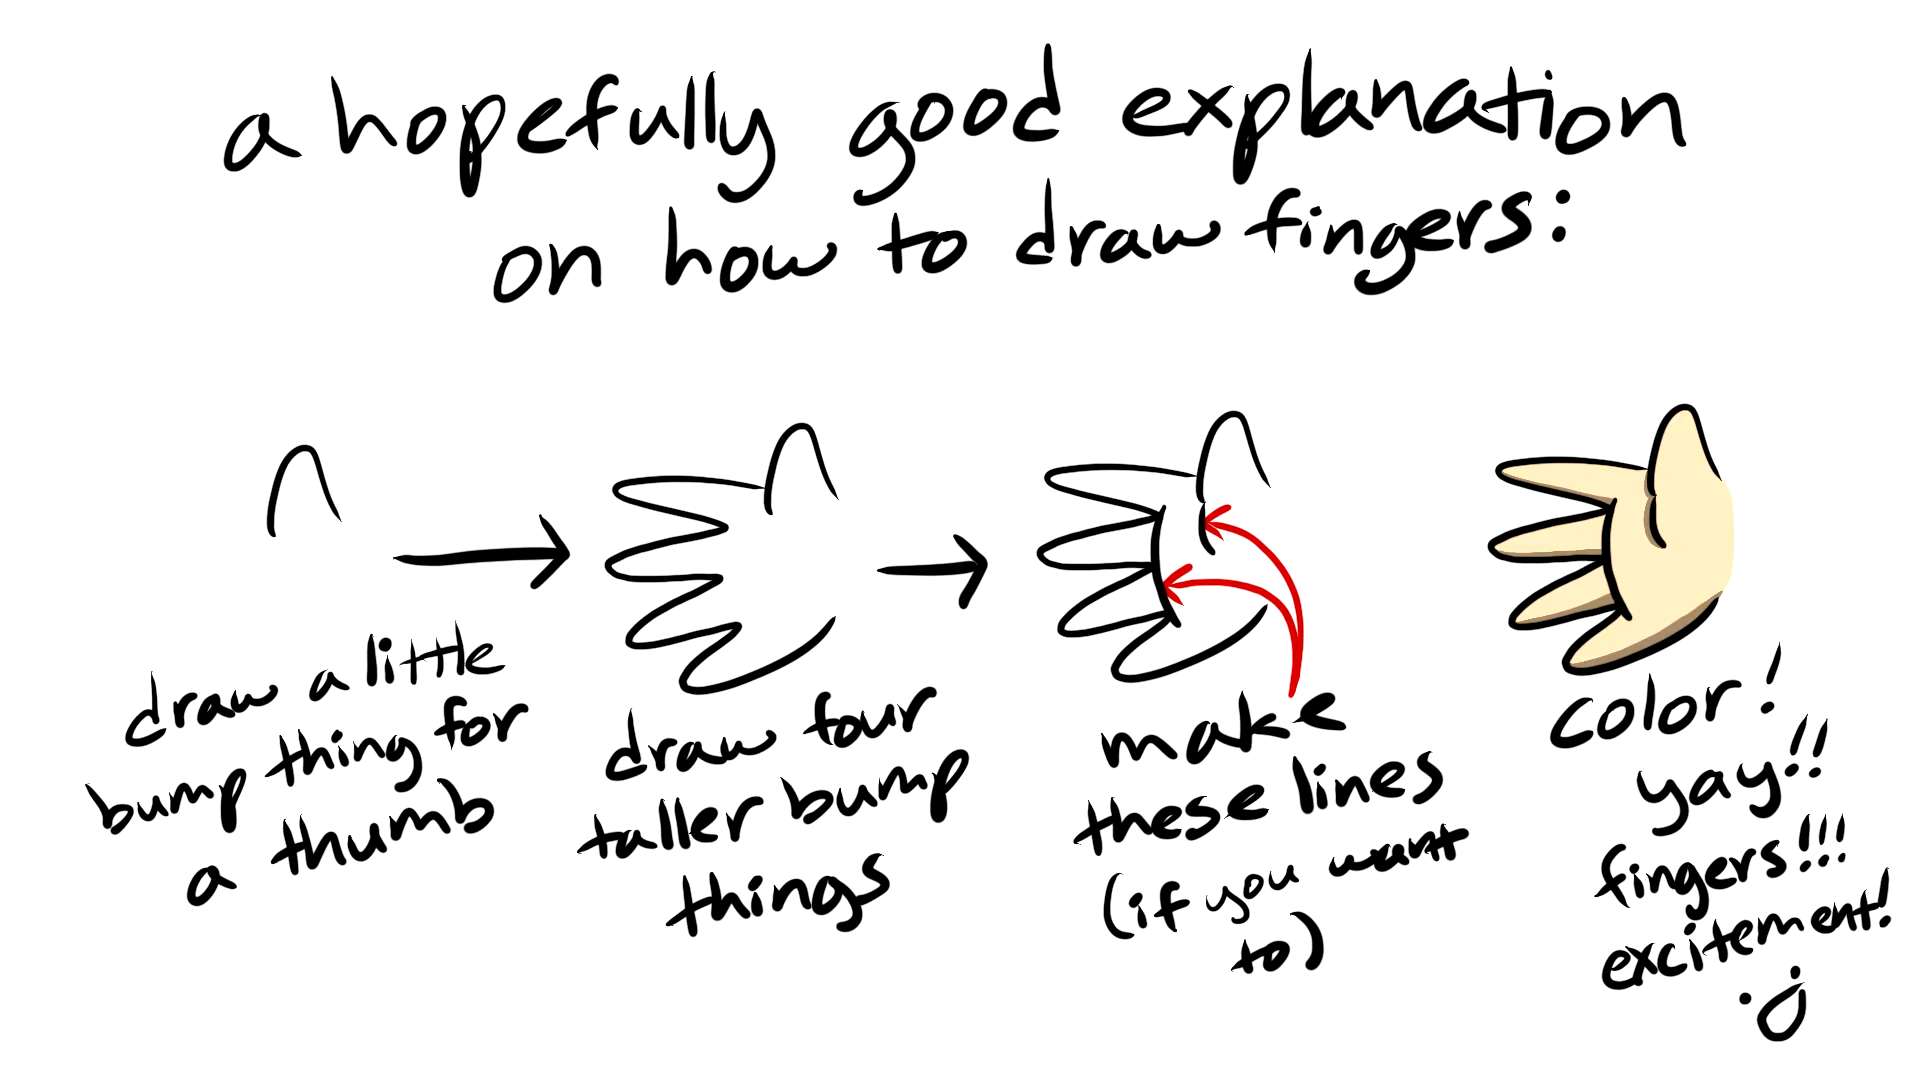 a hopefully good explanation
on how to draw fingers:
draw a little
bump thing for
a thumb
draw four
taller bump
things
make
these lines
(if you want
to)
color!
yay!!
fingers!!!
excitement!